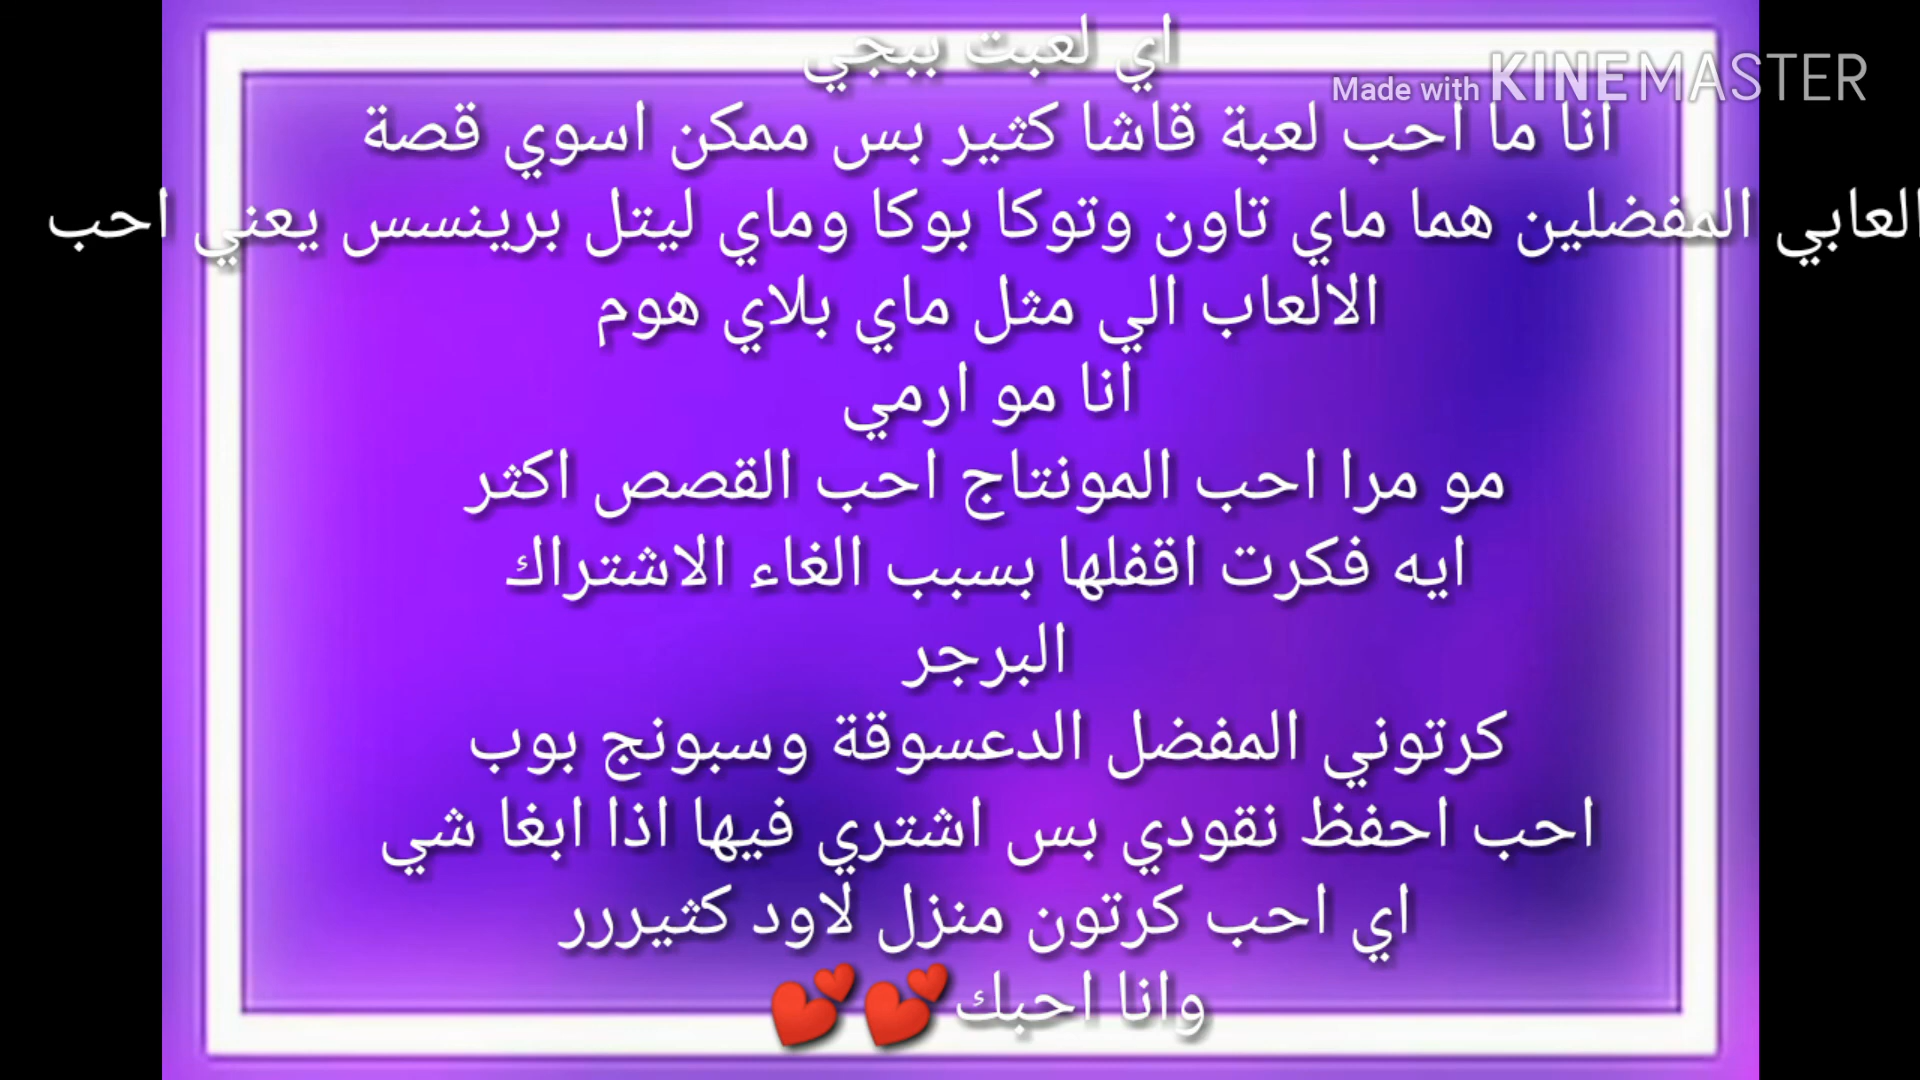 اي لعبت ببجي
Made with KINEMASTER
انا ما احب لعبة قاشا كثير بس ممكن اسوي قصة
العابي المفضلين هما ماي تاون وتوكا بوكا وماي ليتل برينسس يعني احب
الالعاب الي مثل ماي بلاي هوم
انا مو ارمي
مو مرا احب المونتاج احب القصص اكثر
ايه فكرت اقفلها بسبب الغاء الاشتراك
البرجر
كرتوني المفضل الدعسوقة وسبونج بوب
احب احفظ نقودي بس اشتري فيها اذا ابغا شي
اي احب كرتون منزل لاود كثيررر
وانا احبك💕💕